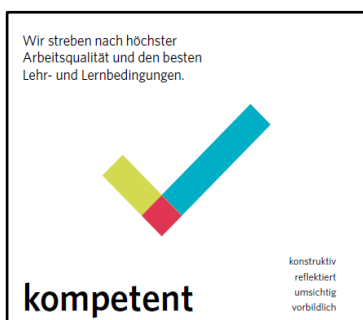 Wir streben nach höchster
Arbeitsqualität und den besten
Lehr- und Lernbedingungen.
kompetent
konstruktiv
reflektiert
umsichtig
vorbildlich